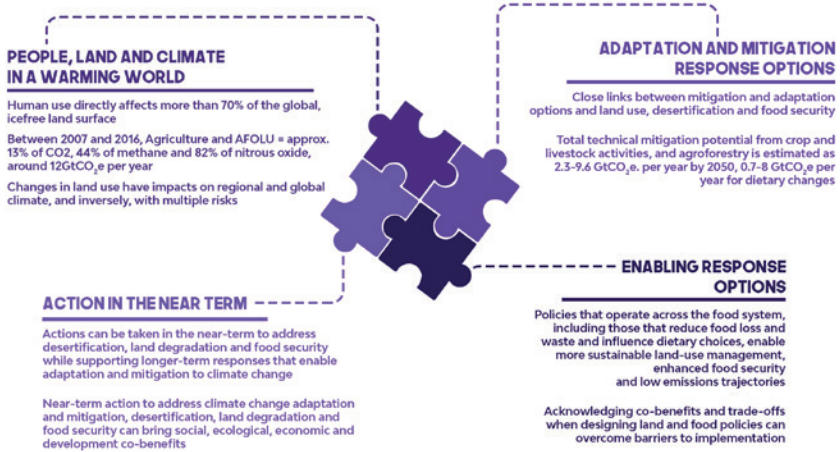 PEOPLE, LAND AND CLIMATE
IN A WARMING WORLD
Human use directly affects more than 70% of the global,
icefree land surface
Between 2007 and 2016, Agriculture and AFOLU = approx.
13% of CO2, 44% of methane and 82% of nitrous oxide,
around 12GtCO₂e per year
Changes in land use have impacts on regional and global
climate, and inversely, with multiple risks
ADAPTATION AND MITIGATION
RESPONSE OPTIONS
Close links between mitigation and adaptation
options and land use, desertification and food security
Total technical mitigation potential from crop and
livestock activities, and agroforestry is estimated as
2.3-9.6 GtCO₂e. per year by 2050, 0.7-8 GtCO₂e per
year for dietary changes
ACTION IN THE NEAR TERM
Actions can be taken in the near-term to address
desertification, land degradation and food security
while supporting longer-term responses that enable
adaptation and mitigation to climate change
Near-term action to address climate change adaptation
and mitigation, desertification, land degradation and
food security can bring social, ecological, economic and
development co-benefits
ENABLING RESPONSE
OPTIONS
Policies that operate across the food system,
including those that reduce food loss and
waste and influence dietary choices, enable
more sustainable land-use management,
enhanced food security
and low emissions trajectories
Acknowledging co-benefits and trade-offs
when designing land and food policies can
overcome barriers to implementation